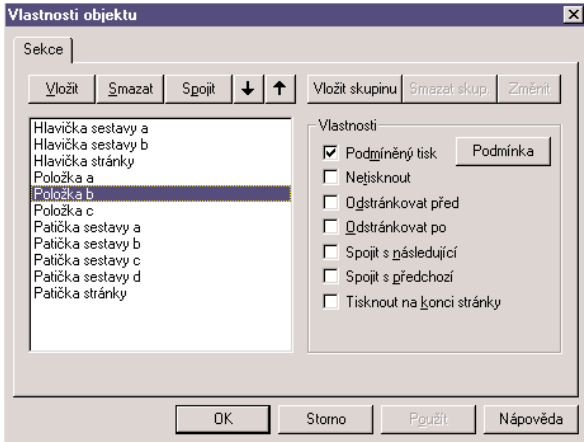 Vlastnosti objektu
Sekce
Vložit Smazat Spojit Vložit skupinu Smazat skup. Změnit
Hlavička sestavy a
Hlavička sestavy b
Hlavička stránky
Položka a
Položka b
Položka c
Patička sestavy a
Patička sestavy b
Patička sestavy c
Patička sestavy d
Patička stránky
Vlastnosti
Podmíněný tisk Podmínka
Netisknout
Odstránkovat před
Odstránkovat po
Spojit s následující
Spojit s předchozí
Tisknout na konci stránky
OK Storno Použít Nápověda